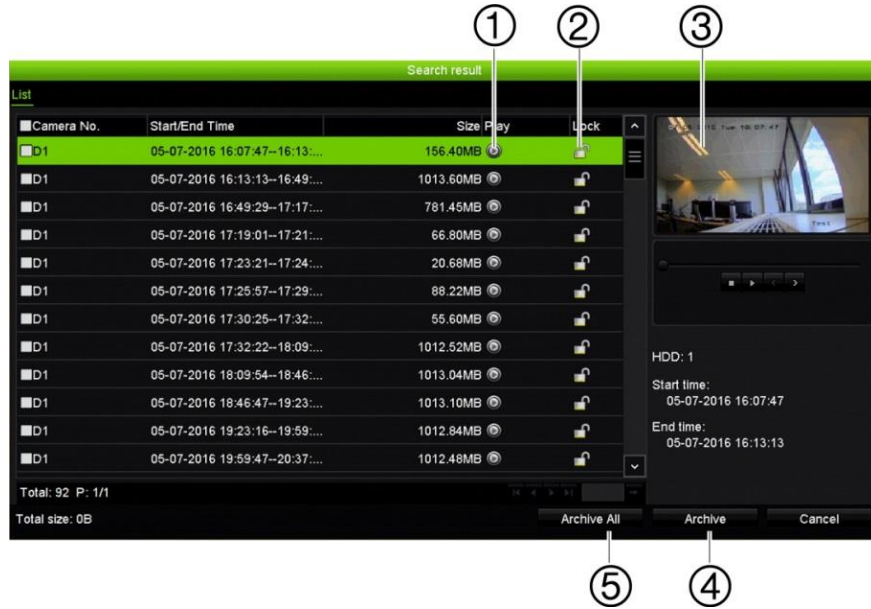 ① ② ③
Search result
List
Camera No. Start/End Time Size Play Lock
D1 05-07-2016 16:07:47--16:13:... 156.40MB
D1 05-07-2016 16:13:13--16:49:... 1013.60MB
D1 05-07-2016 16:49:29--17:17:... 781.45MB
D1 05-07-2016 17:19:01--17:21:... 66.80MB
D1 05-07-2016 17:23:21--17:24:... 20.68MB
D1 05-07-2016 17:25:57--17:29:... 88.22MB
D1 05-07-2016 17:30:25--17:32:... 55.60MB
D1 05-07-2016 17:32:22--18:09:... 1012.52MB
D1 05-07-2016 18:09:54--18:46:... 1013.04MB
D1 05-07-2016 18:46:47--19:23:... 1013.10MB
D1 05-07-2016 19:23:16--19:59:... 1012.84MB
D1 05-07-2016 19:59:47--20:37:... 1012.48MB
Total: 92 P: 1/1
Total size: 0B
Tue 16:07:47
Test
HDD: 1
Start time:
05-07-2016 16:07:47
End time:
05-07-2016 16:13:13
Archive All Archive Cancel
⑤ ④